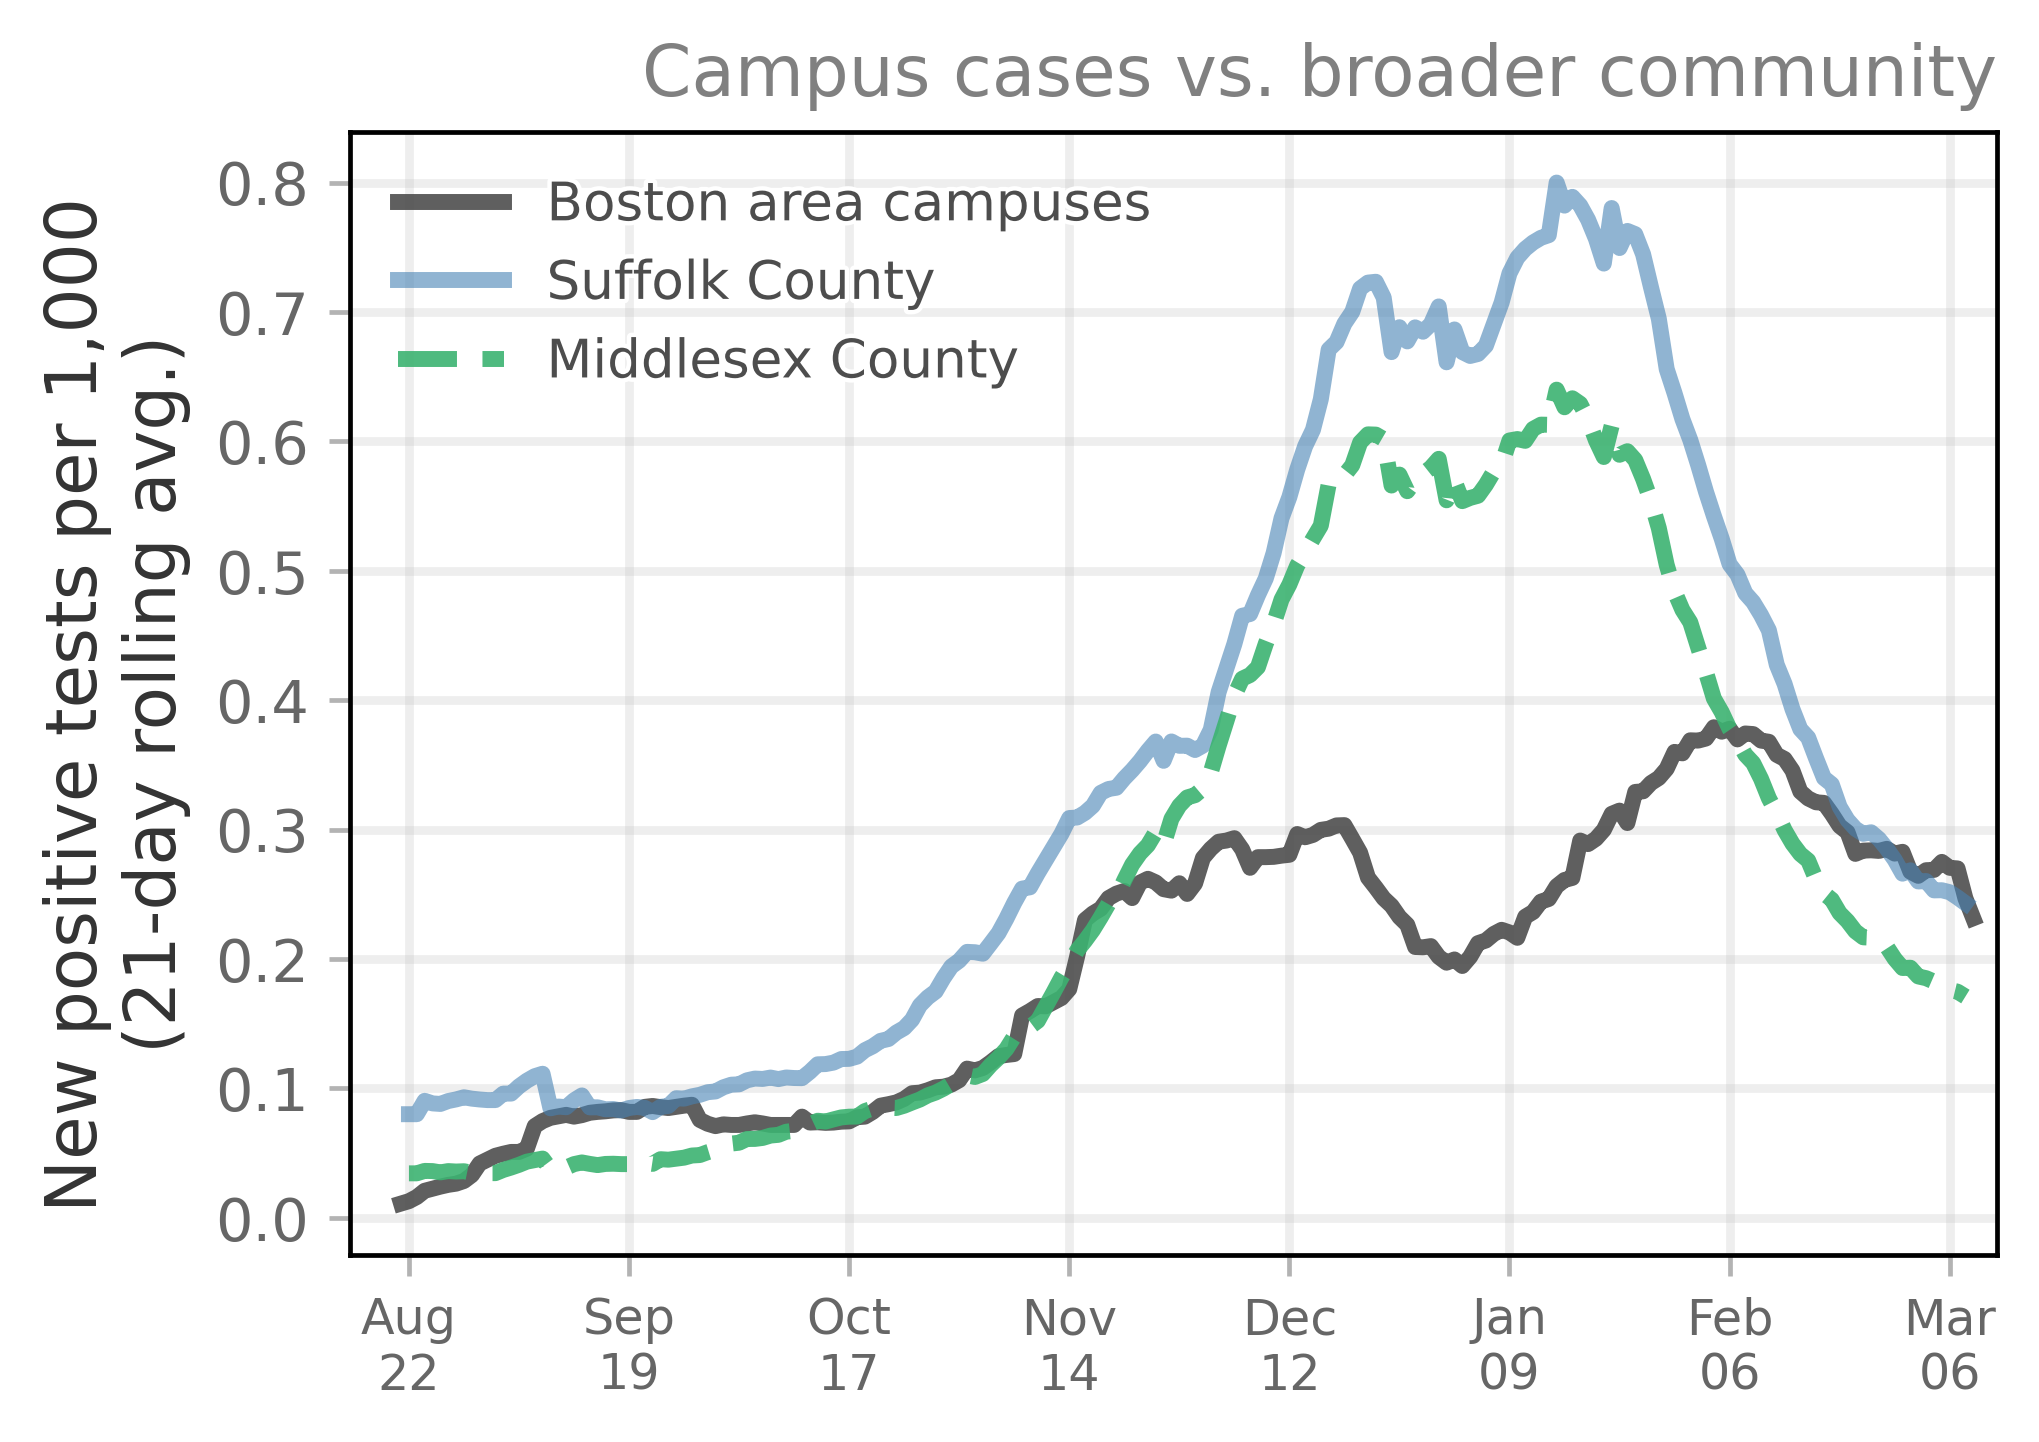 Campus cases vs. broader community
New positive tests per 1,000
(21-day rolling avg.)
0.8
0.7
0.6
0.5
0.4
0.3
0.2
0.1
0.0
Boston area campuses
Suffolk County
Middlesex County
Aug
22
Sep
19
Oct
17
Nov
14
Dec
12
Jan
09
Feb
06
Mar
06